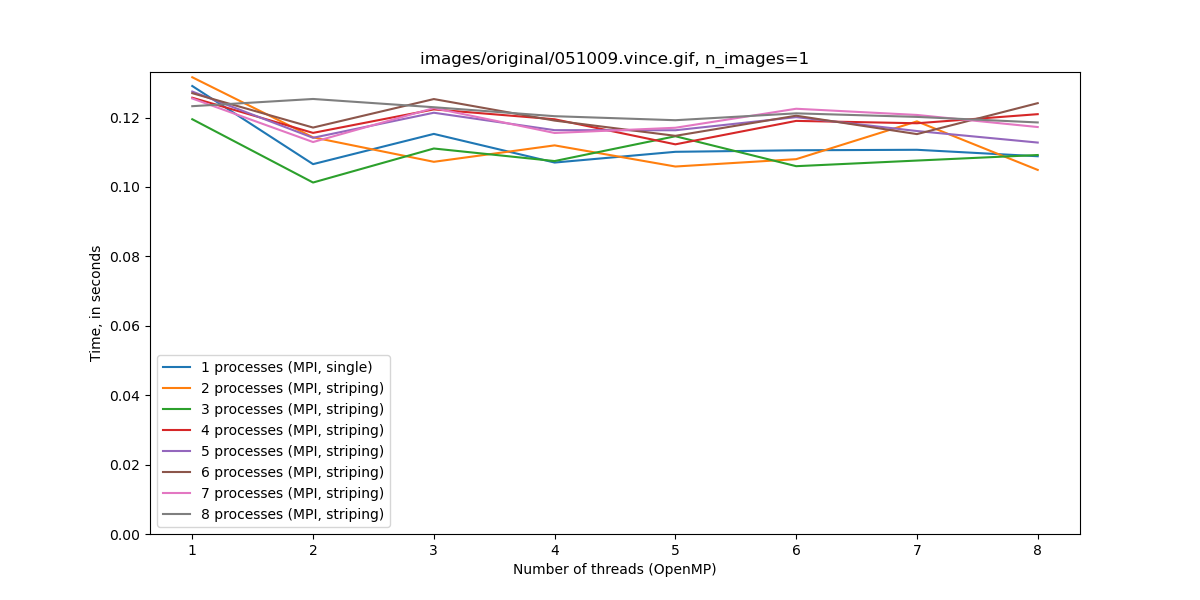 images/original/051009.vince.gif, n_images=1
Time, in seconds
0.12
0.10
0.08
0.06
0.04
0.02
0.00
1 processes (MPI, single)
2 processes (MPI, striping)
3 processes (MPI, striping)
4 processes (MPI, striping)
5 processes (MPI, striping)
6 processes (MPI, striping)
7 processes (MPI, striping)
8 processes (MPI, striping)
1 2 3 4 5 6 7 8
Number of threads (OpenMP)